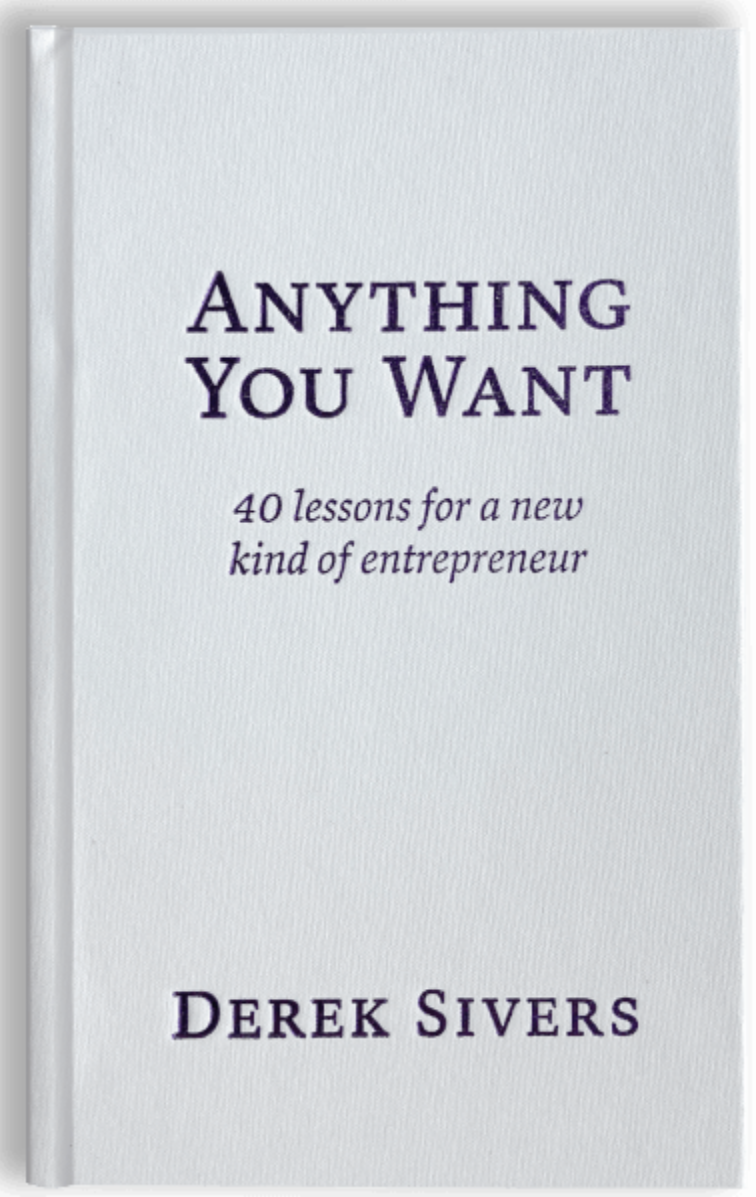 ANYTHING
YOU WANT
40 lessons for a new
kind of entrepreneur
DEREK SIVERS